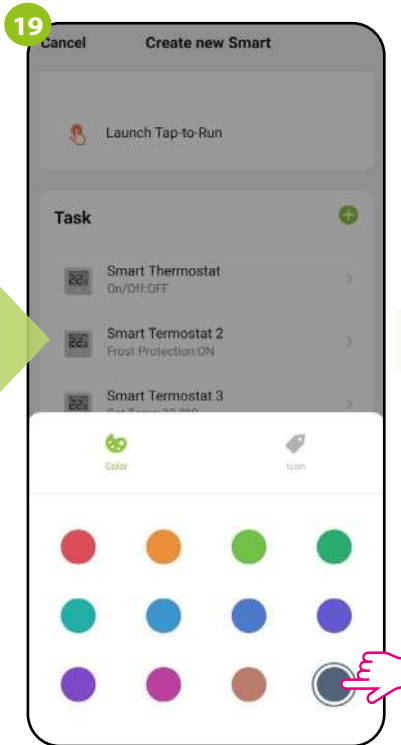 19
Cancel Create new Smart
Launch Tap-to-Run
Task
Smart Thermostat
On/Off:OFF
Smart Termostat 2
Frost Protection:ON
Smart Termostat 3
Color Icon